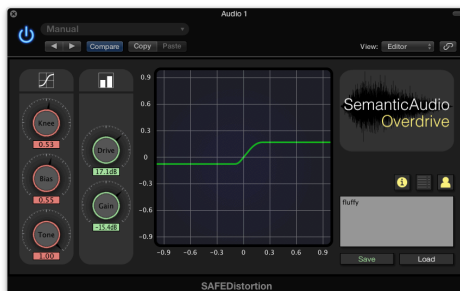 Audio 1
Manual
Compare Copy Paste View: Editor
Knee
0.53
Bias
0.55
Tone
1.00
Drive
17.1dB
Gain
-15.4dB
0.9
0.6
0.3
0
-0.3
-0.6
-0.9
-0.9 -0.6 -0.3 0 0.3 0.6 0.9
SemanticAudio
Overdrive
fluffy
Save Load
SAFEDistortion